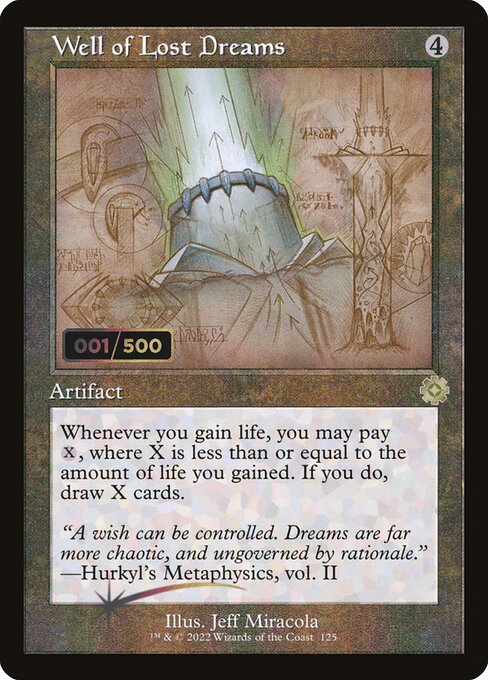 Well of Lost Dreams 4
001/500
Artifact
Whenever you gain life, you may pay
X, where X is less than or equal to the
amount of life you gained. If you do,
draw X cards.
“A wish can be controlled. Dreams are far
more chaotic, and ungoverned by rationale.”
—Hurkyl’s Metaphysics, vol. II
Illus. Jeff Miracola
™ & © 2022 Wizards of the Coast 125